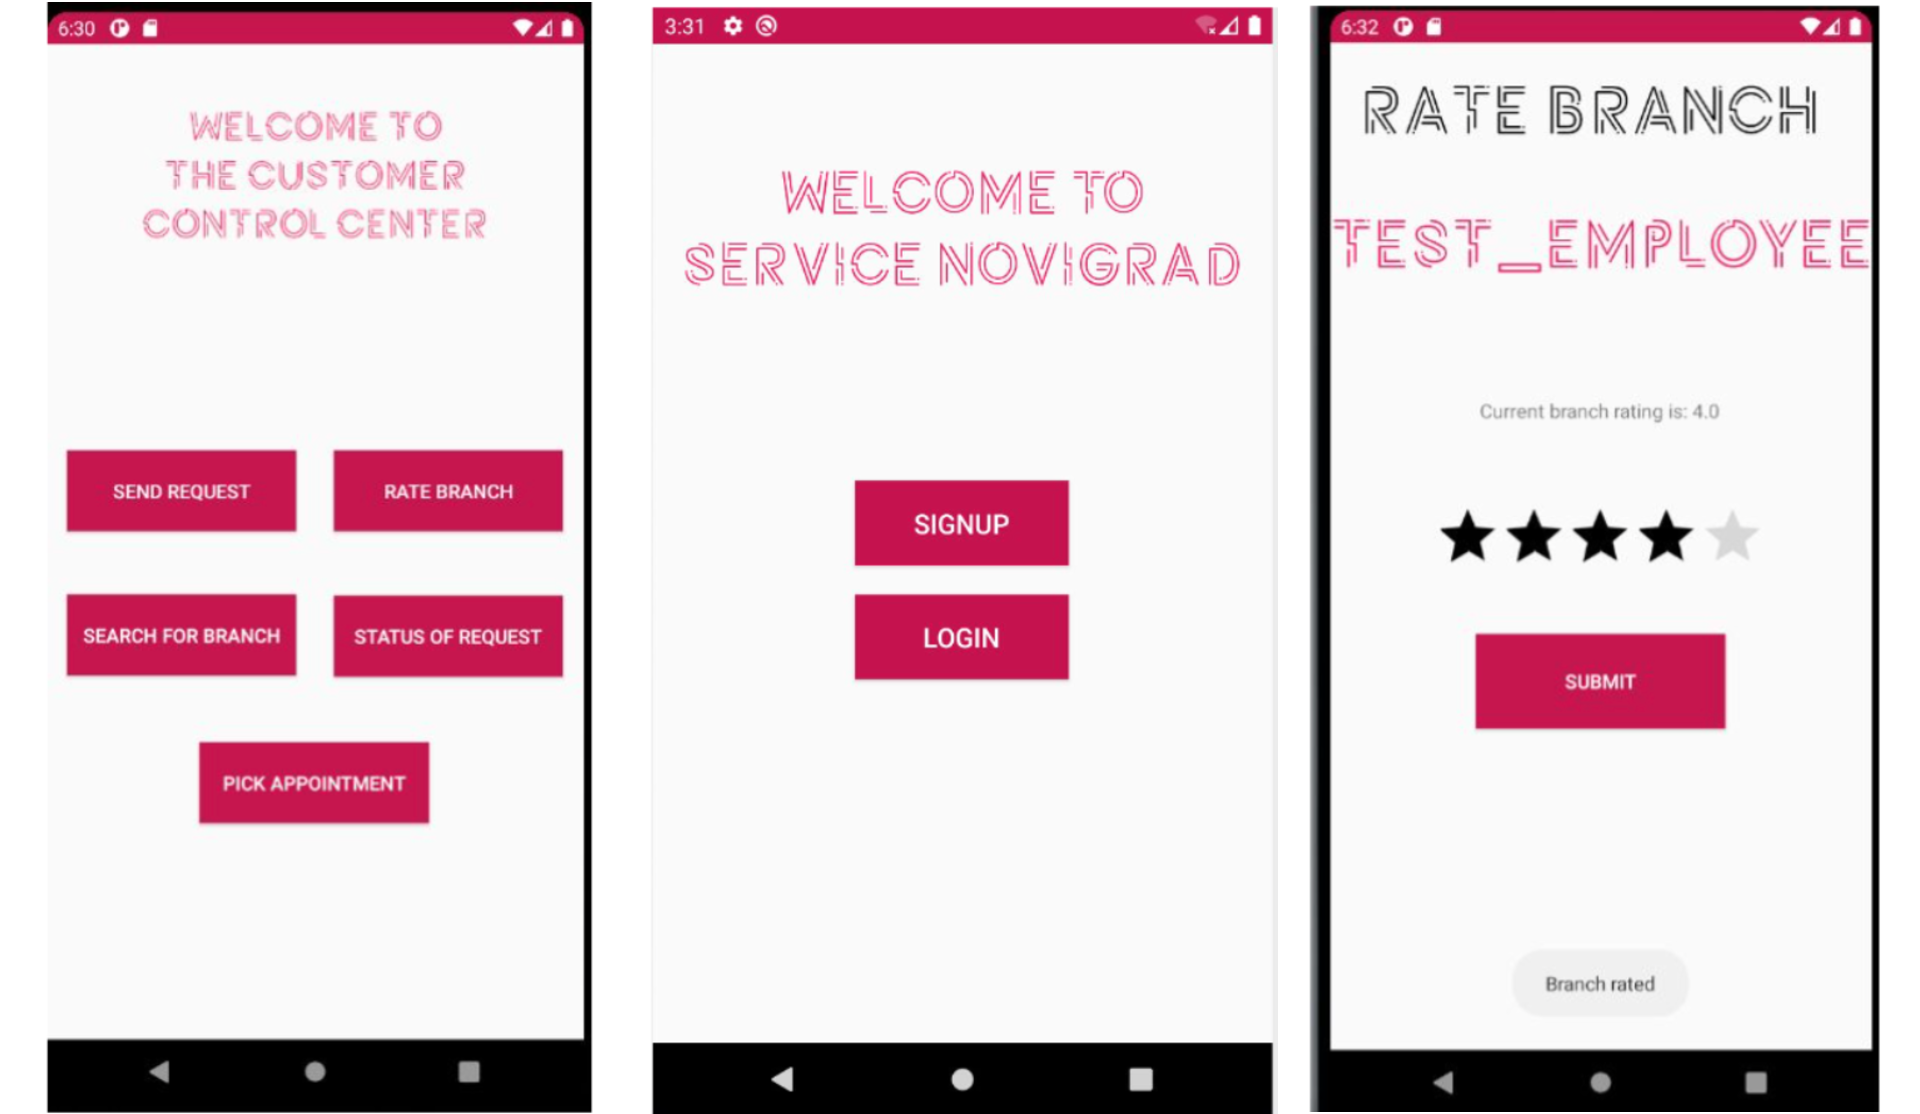 6:30
WELCOME TO
THE CUSTOMER
CONTROL CENTER
SEND REQUEST
RATE BRANCH
SEARCH FOR BRANCH
STATUS OF REQUEST
PICK APPOINTMENT
3:31
WELCOME TO
SERVICE NOVIGRAD
SIGNUP
LOGIN
6:32
RATE BRANCH
TEST_EMPLOYEE
Current branch rating is: 4.0
SUBMIT
Branch rated